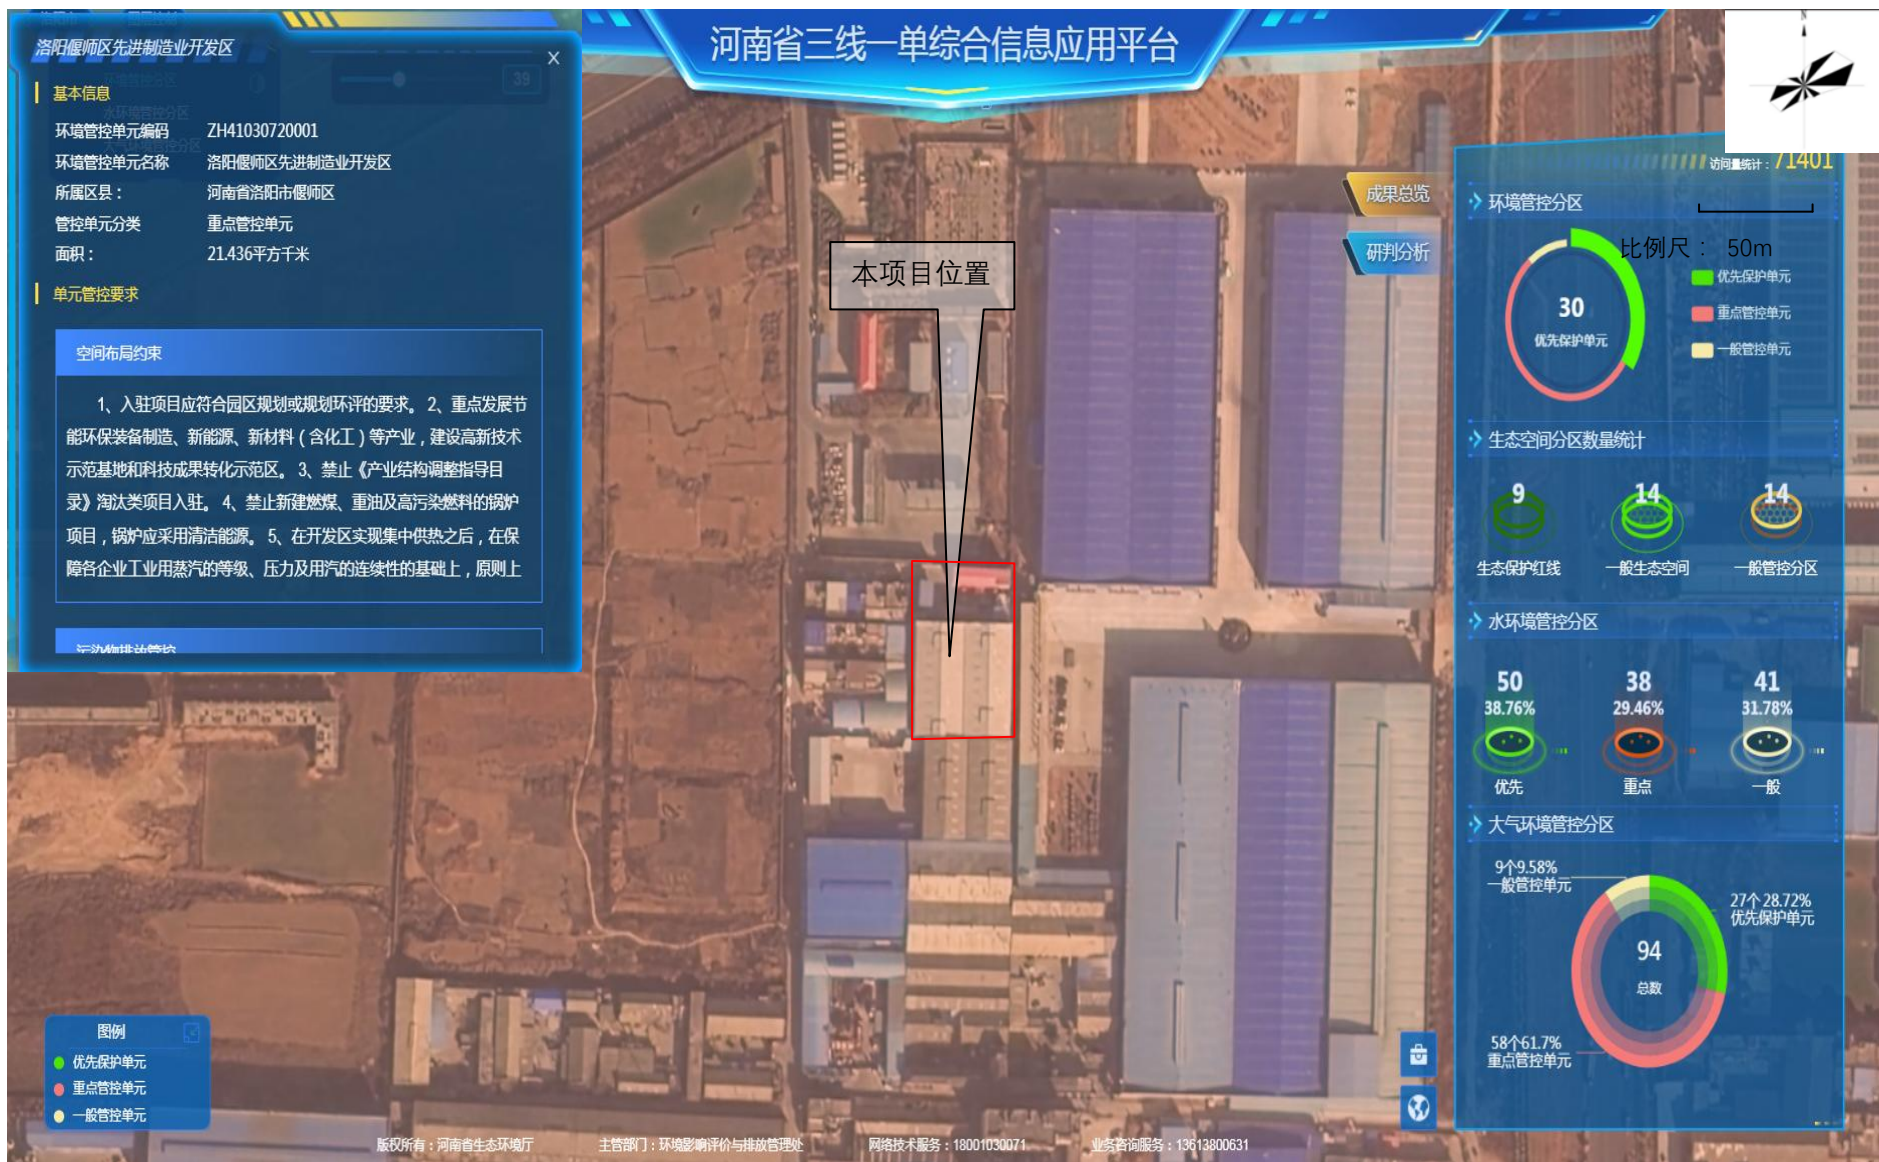 河南省三线一单综合信息应用平台
洛阳偃师区先进制造业开发区
X
基本信息
39
环境管控单元编码 ZH41030720001
环境管控单元名称 洛阳偃师区先进制造业开发区
所属区县： 河南省洛阳市偃师区
管控单元分类 重点管控单元
面积： 21.436平方千米
单元管控要求
空间布局约束
1、入驻项目应符合园区规划或规划环评的要求。 2、重点发展节
能环保装备制造、新能源、新材料（含化工）等产业，建设高新技术
示范基地和科技成果转化示范区。 3、禁止《产业结构调整指导目
录》淘汰类项目入驻。 4、禁止新建燃煤、重油及高污染燃料的锅炉
项目，锅炉应采用清洁能源。 5、在开发区实现集中供热之后，在保
障各企业工业用蒸汽的等级、压力及用汽的连续性的基础上，原则上
污染物排放管控
本项目位置
成果总览
研判分析
N
访问量统计：71401
环境管控分区
比例尺： 50m
30
优先保护单元
优先保护单元
重点管控单元
一般管控单元
生态空间分区数量统计
9 14 14
生态保护红线 一般生态空间 一般管控分区
水环境管控分区
50 38 41
38.76% 29.46% 31.78%
优先 重点 一般
大气环境管控分区
9个9.58%
一般管控单元
27个28.72%
优先保护单元
94
总数
58个61.7%
重点管控单元
图例
优先保护单元
重点管控单元
一般管控单元
版权所有：河南省生态环境厅 主管部门：环境影响评价与排放管理处 网络技术服务：18001030071 业务咨询服务：13613800631